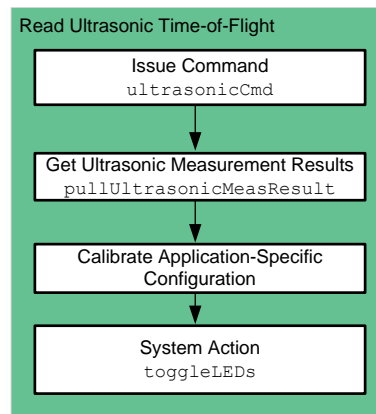 Read Ultrasonic Time-of-Flight
Issue Command
ultrasonicCmd
Get Ultrasonic Measurement Results
pullUltrasonicMeasResult
Calibrate Application-Specific
Configuration
System Action
toggleLEDs